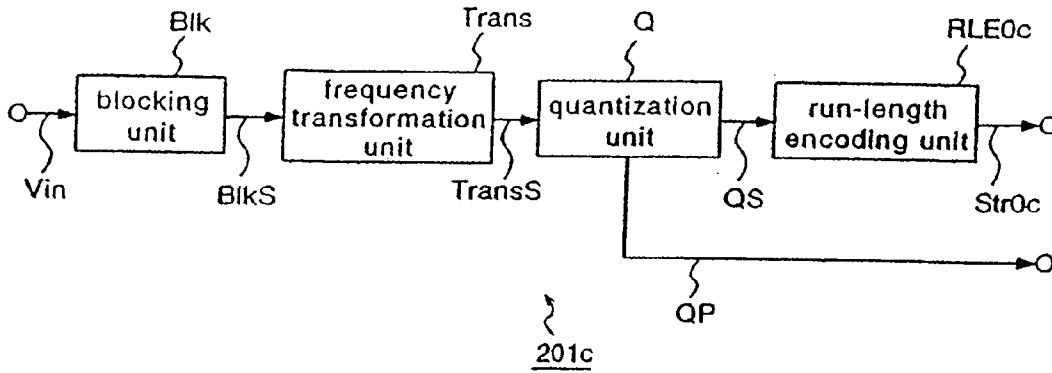 Blk
Trans
Q
RLE0c
blocking
unit
frequency
transformation
unit
quantization
unit
run-length
encoding unit
Vin
BlkS
TransS
QS
Str0c
QP
201c